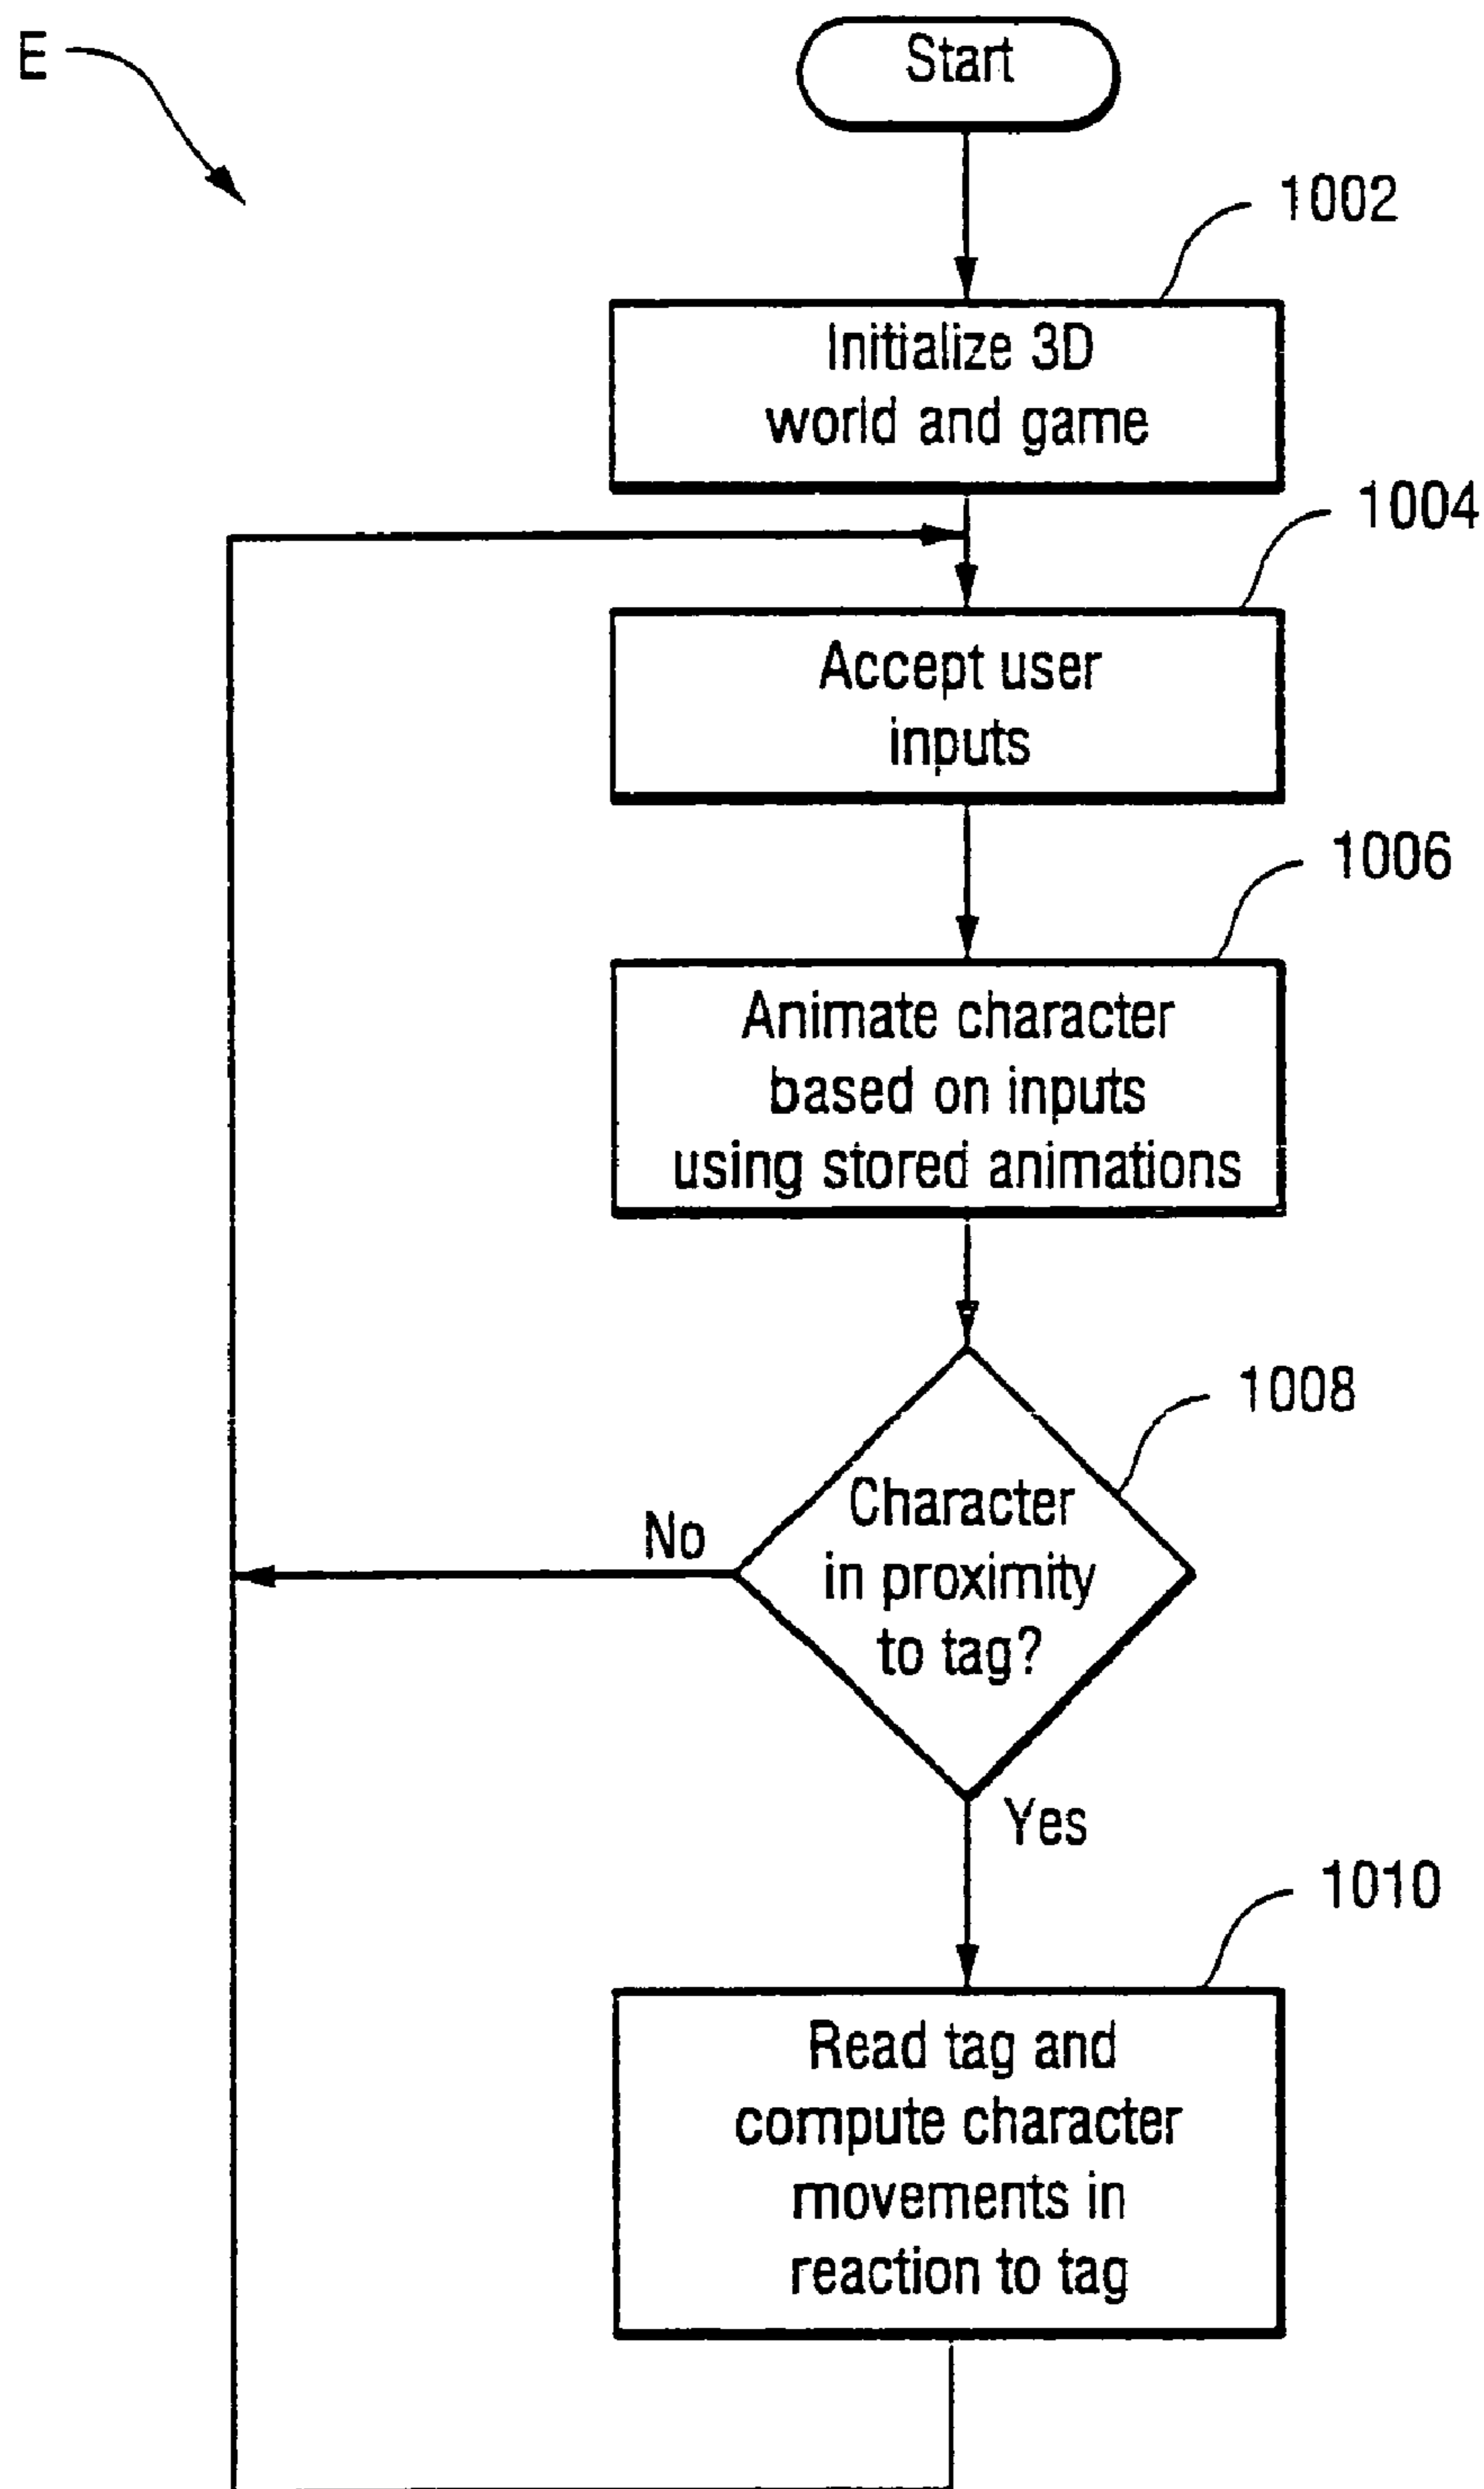 E
Start
1002
Initialize 3D
world and game
1004
Accept user
inputs
1006
Animate character
based on inputs
using stored animations
1008
Character
in proximity
to tag?
No
Yes
1010
Read tag and
compute character
movements in
reaction to tag